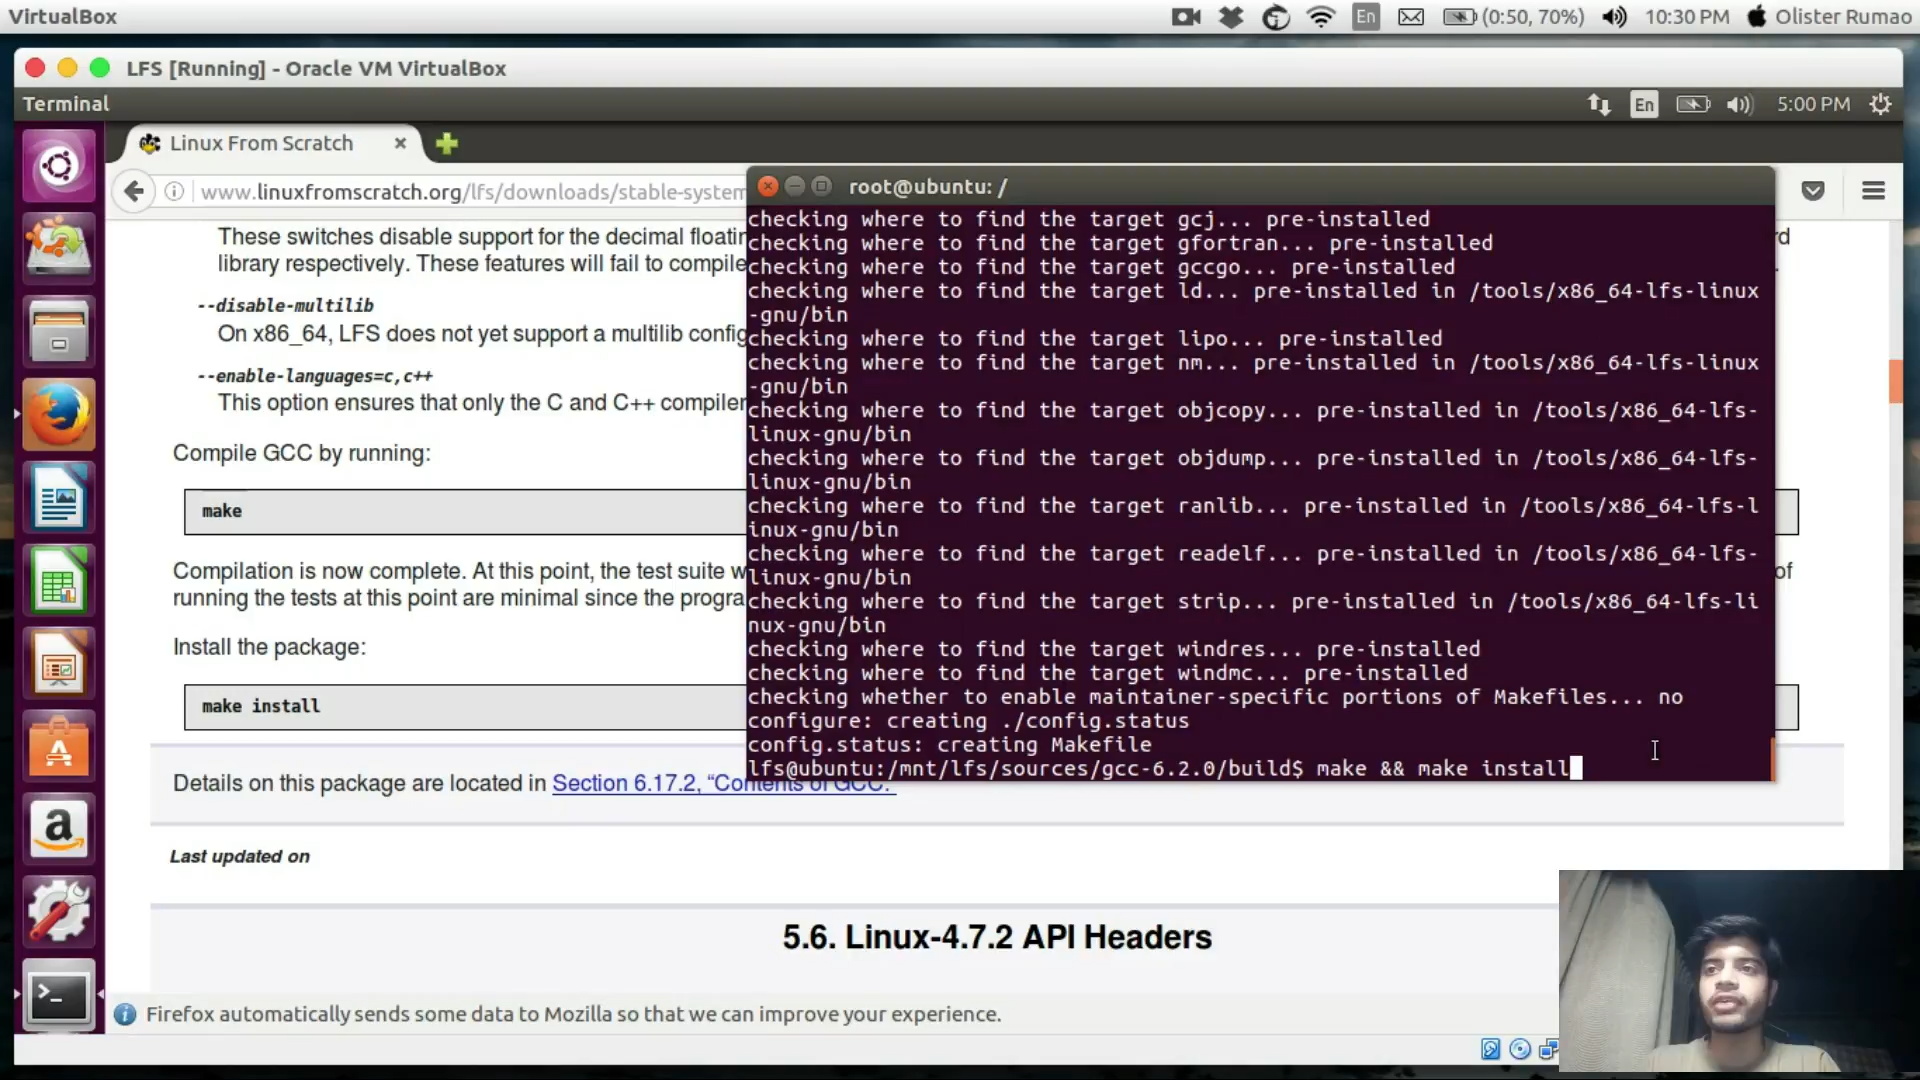 VirtualBox
En
(0:50, 70%)
10:30 PM
Olister Rumao
LFS [Running] - Oracle VM VirtualBox
Terminal
En
5:00 PM
Linux From Scratch
www.linuxfromscratch.org/lfs/downloads/stable-system
root@ubuntu: /
These switches disable support for the decimal floatin
rd
library respectively. These features will fail to compile
--disable-multilib
On x86_64, LFS does not yet support a multilib config
--enable-languages=c,c++
This option ensures that only the C and C++ compiler
Compile GCC by running:
make
Compilation is now complete. At this point, the test suite w
of
running the tests at this point are minimal since the progra
Install the package:
make install
Details on this package are located in Section 6.17.2, “Contents of GCC.”
Last updated on
5.6. Linux-4.7.2 API Headers
Firefox automatically sends some data to Mozilla so that we can improve your experience.
checking where to find the target gcj... pre-installed
checking where to find the target gfortran... pre-installed
checking where to find the target gccgo... pre-installed
checking where to find the target ld... pre-installed in /tools/x86_64-lfs-linux
-gnu/bin
checking where to find the target lipo... pre-installed
checking where to find the target nm... pre-installed in /tools/x86_64-lfs-linux
-gnu/bin
checking where to find the target objcopy... pre-installed in /tools/x86_64-lfs-
linux-gnu/bin
checking where to find the target objdump... pre-installed in /tools/x86_64-lfs-
linux-gnu/bin
checking where to find the target ranlib... pre-installed in /tools/x86_64-lfs-l
inux-gnu/bin
checking where to find the target readelf... pre-installed in /tools/x86_64-lfs-
linux-gnu/bin
checking where to find the target strip... pre-installed in /tools/x86_64-lfs-li
nux-gnu/bin
checking where to find the target windres... pre-installed
checking where to find the target windmc... pre-installed
checking whether to enable maintainer-specific portions of Makefiles... no
configure: creating ./config.status
config.status: creating Makefile
lfs@ubuntu:/mnt/lfs/sources/gcc-6.2.0/build$ make && make install